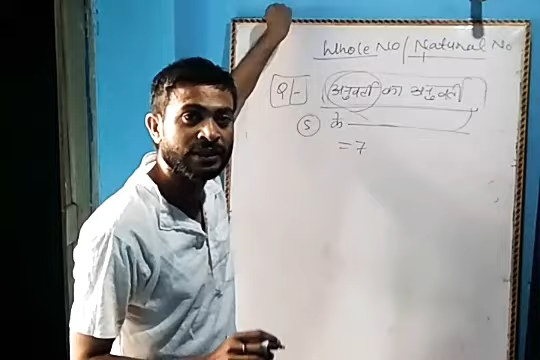 Whole No / Natural No
Q/- अनुवर्ती का अनुवर्ती
(5) के
= 7